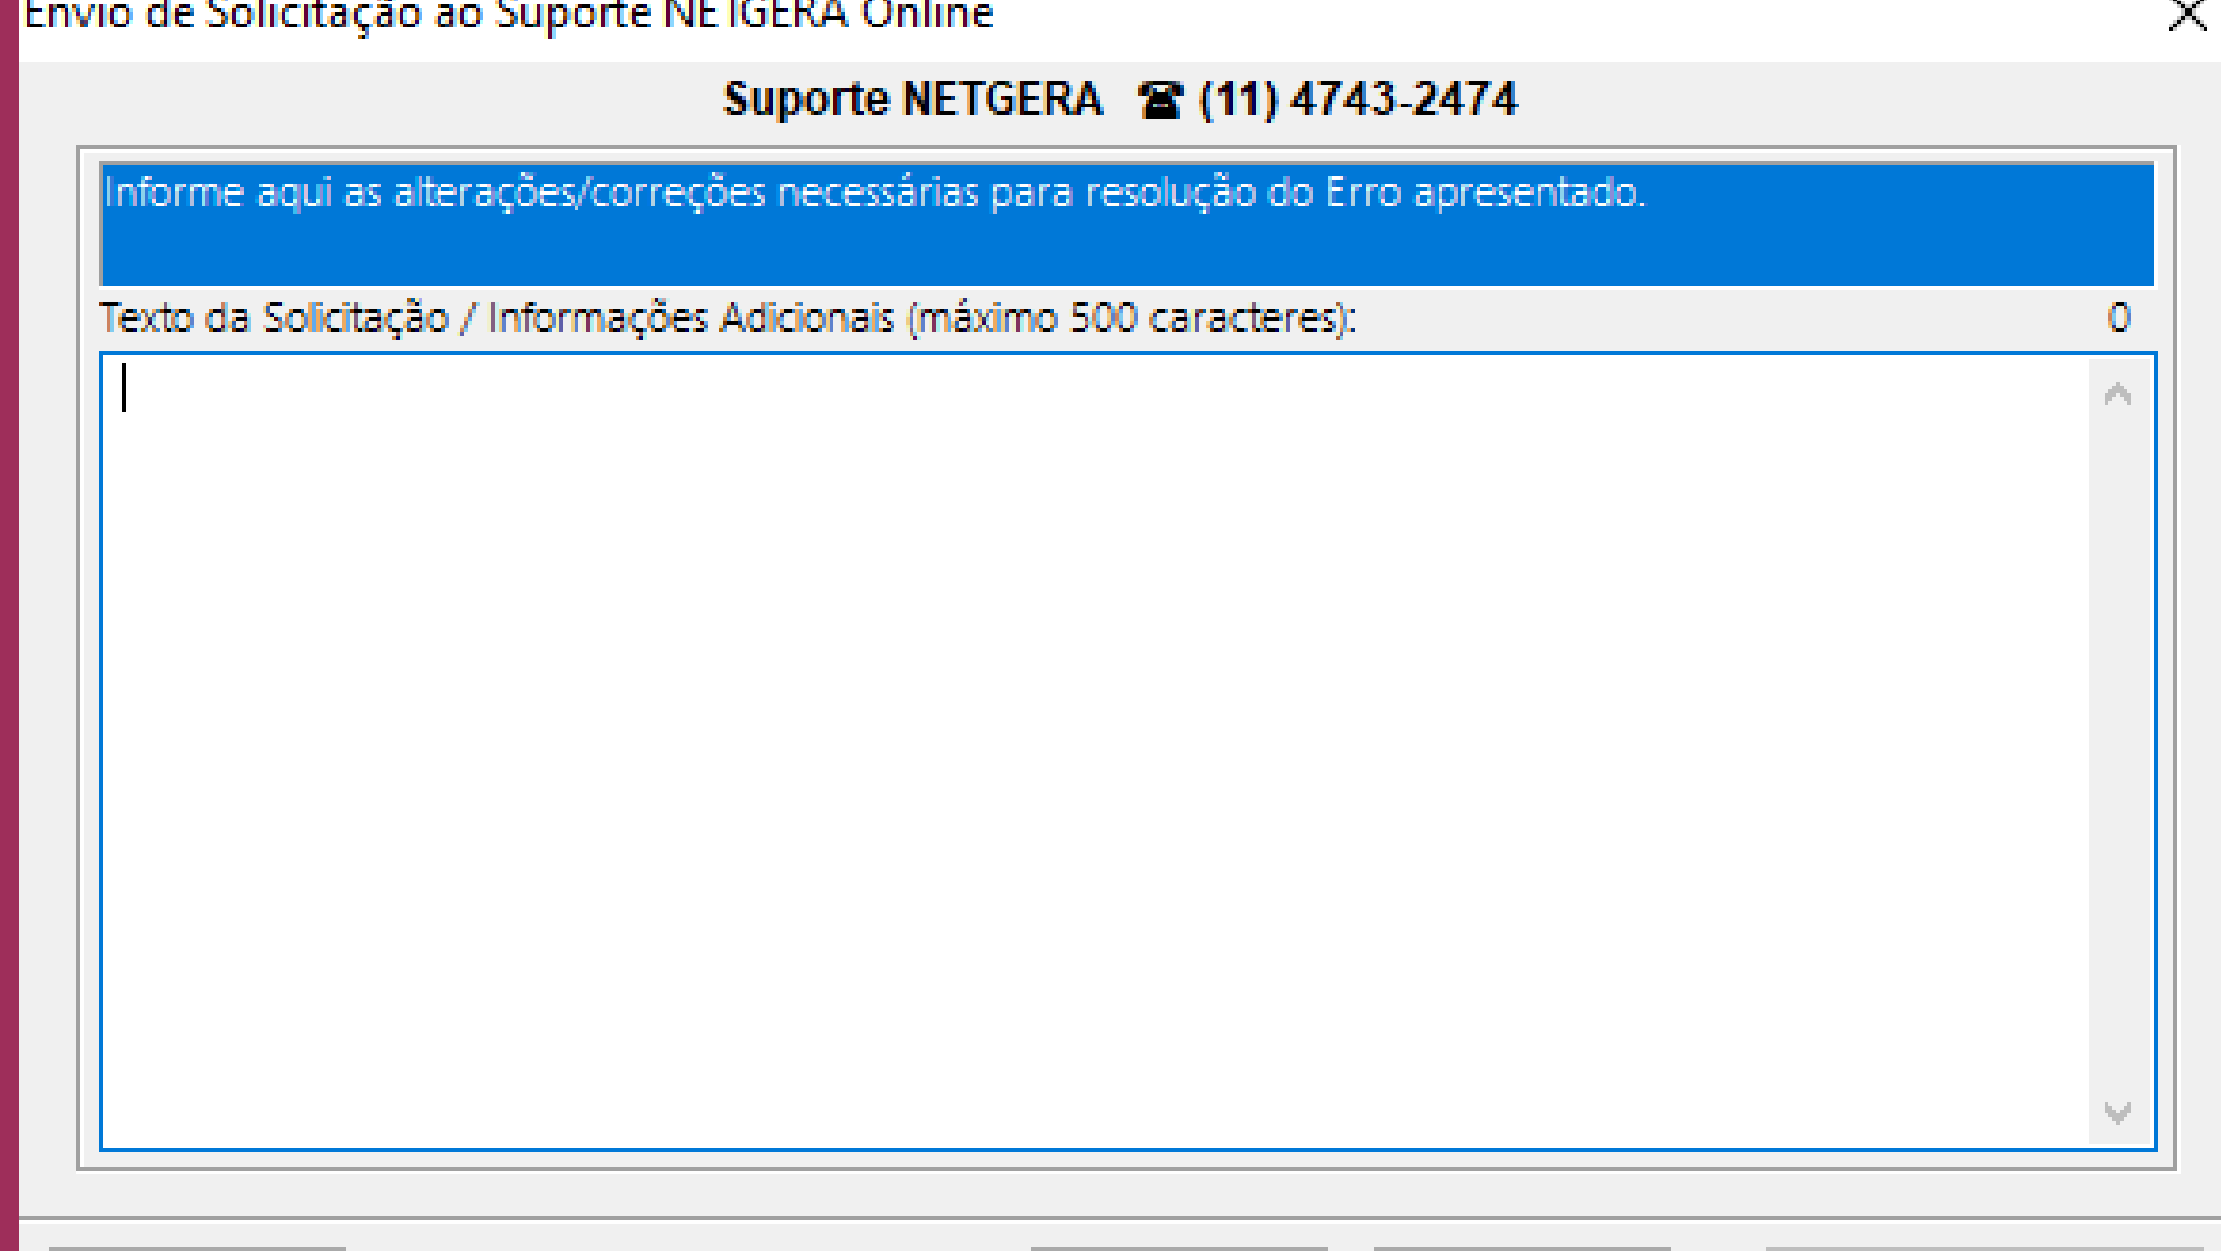 Envio de Solicitação ao Suporte NETGERA Online
Suporte NETGERA ☎ (11) 4743-2474
Informe aqui as alterações/correções necessárias para resolução do Erro apresentado.
Texto da Solicitação / Informações Adicionais (máximo 500 caracteres): 0